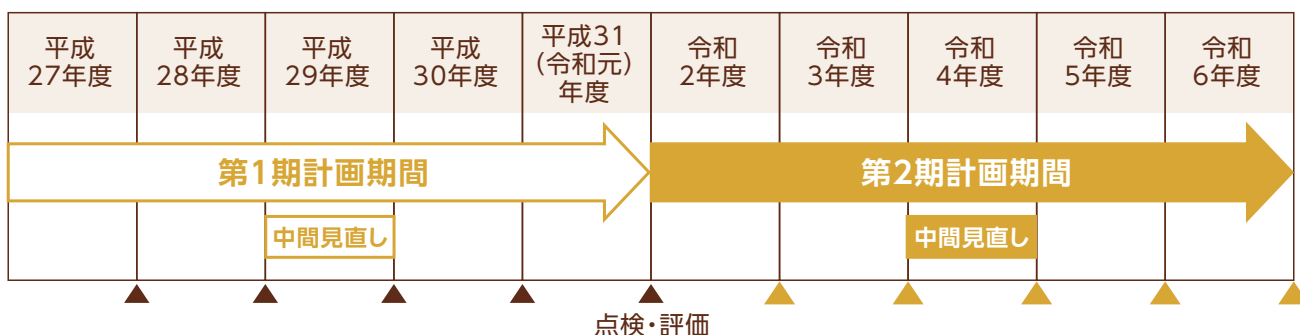 平成
27年度
平成
28年度
平成
29年度
平成
30年度
平成31
(令和元)
年度
令和
2年度
令和
3年度
令和
4年度
令和
5年度
令和
6年度
第1期計画期間
第2期計画期間
中間見直し
中間見直し
点検・評価